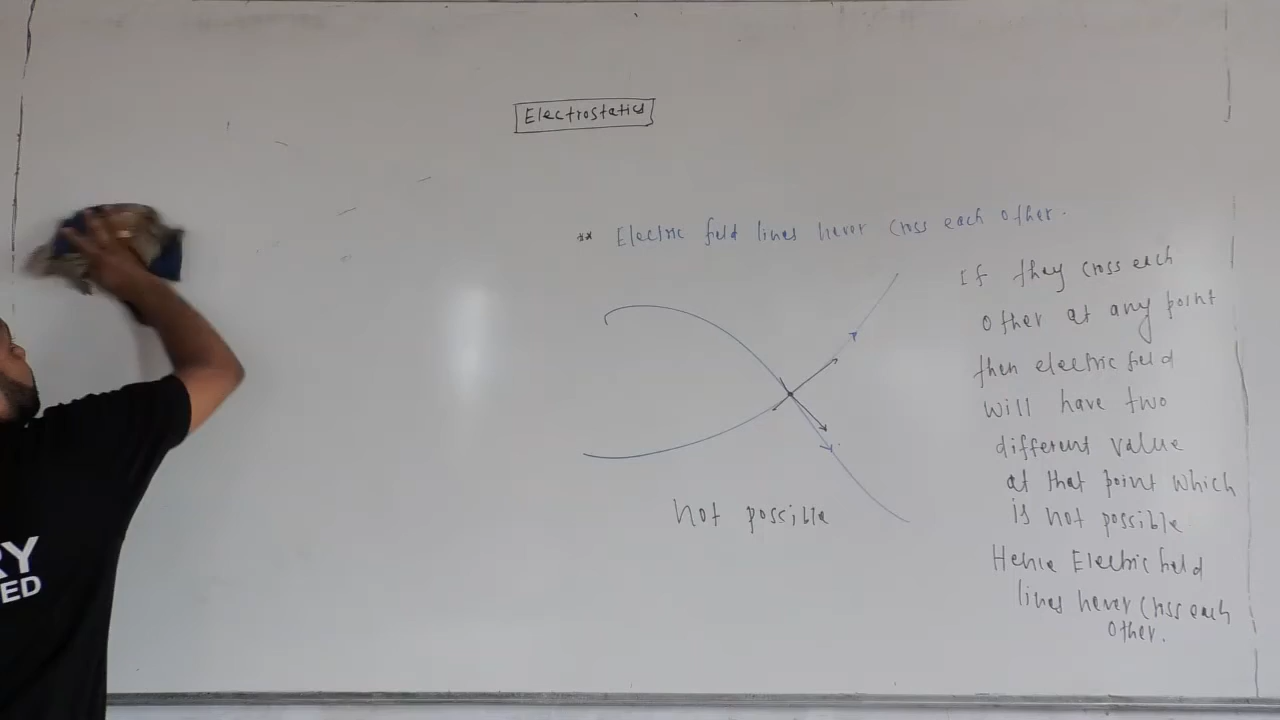 Electrostatics
** Electric field lines never cross each other.
If they cross each
other at any point
then electric field
will have two
different value
at that point which
is not possible
Hence Electric field
lines never cross each
other.
not possible
RY
ED